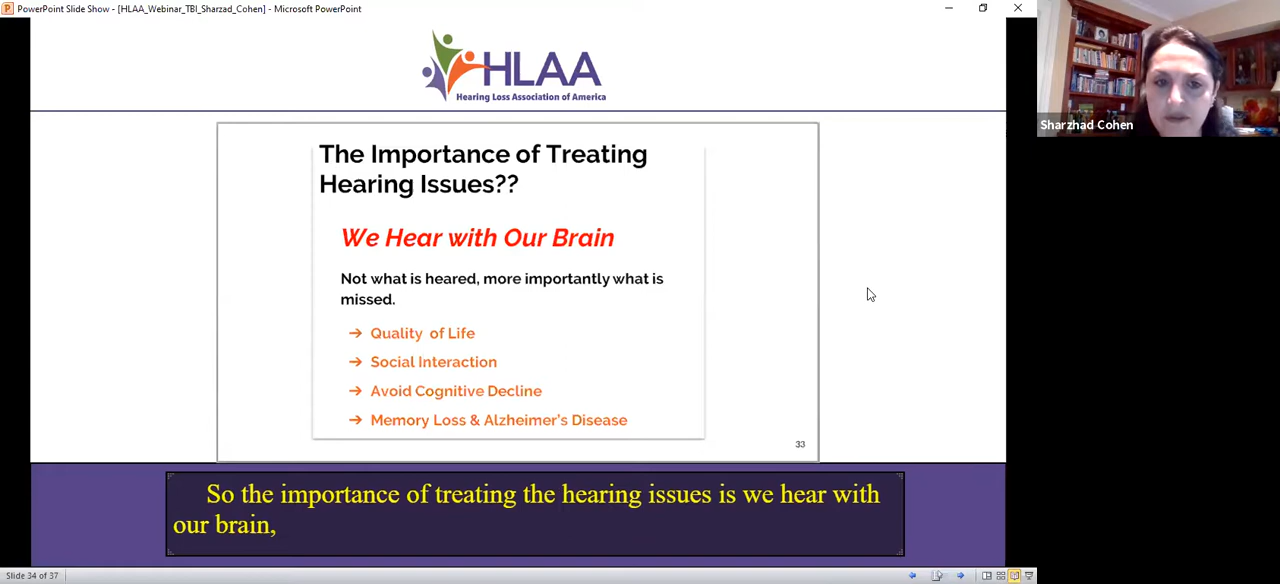 PowerPoint Slide Show - [HLAA_Webinar_TBI_Sharzad_Cohen] - Microsoft PowerPoint
HLAA
Hearing Loss Association of America
Sharzhad Cohen
The Importance of Treating
Hearing Issues??
We Hear with Our Brain
Not what is heared, more importantly what is
missed.
→ Quality of Life
→ Social Interaction
→ Avoid Cognitive Decline
→ Memory Loss & Alzheimer's Disease
33
So the importance of treating the hearing issues is we hear with
our brain,
Slide 34 of 37